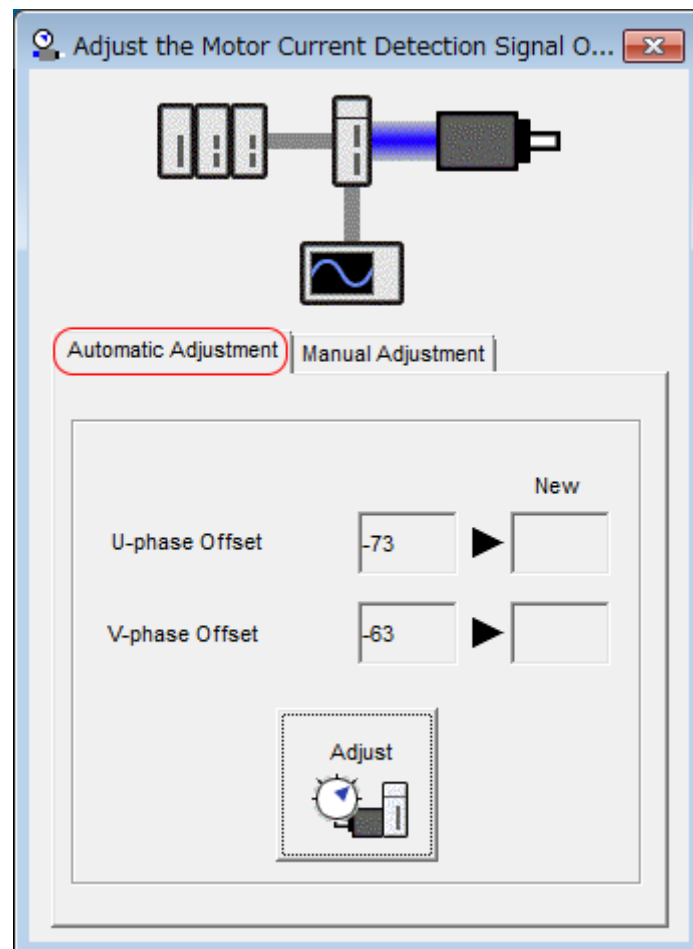 Adjust the Motor Current Detection Signal O...
Automatic Adjustment
Manual Adjustment
New
U-phase Offset
-73
V-phase Offset
-63
Adjust